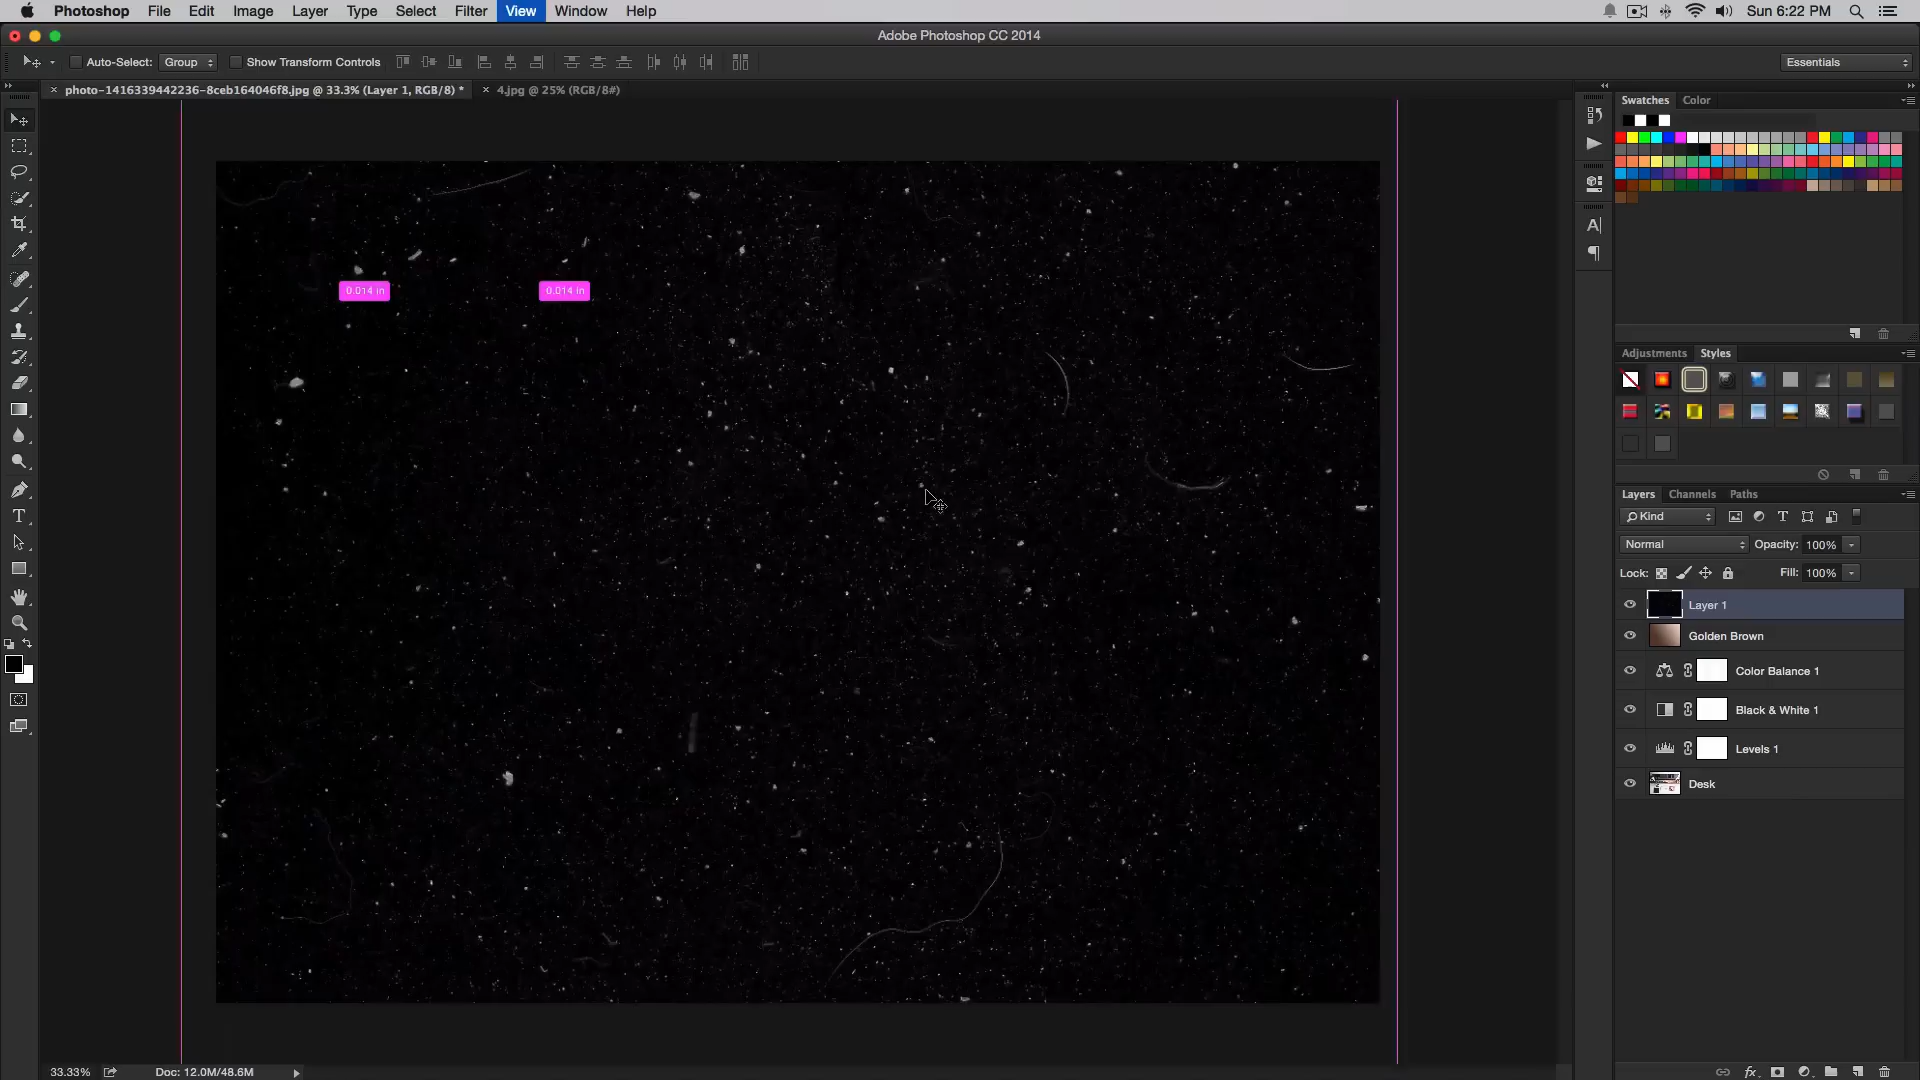 Photoshop File Edit Image Layer Type Select Filter View Window Help Sun 6:22 PM
Adobe Photoshop CC 2014
Auto-Select: Group Show Transform Controls Essentials
photo-1416339442236-8ceb164046f8.jpg @ 33.3% (Layer 1, RGB/8) * 4.jpg @ 25% (RGB/8#)
Swatches Color
0.014 in 0.014 in
Adjustments Styles
Layers Channels Paths
Kind
Normal Opacity: 100%
Lock: Fill: 100%
Layer 1
Golden Brown
Color Balance 1
Black & White 1
Levels 1
Desk
33.33% Doc: 12.0M/48.6M